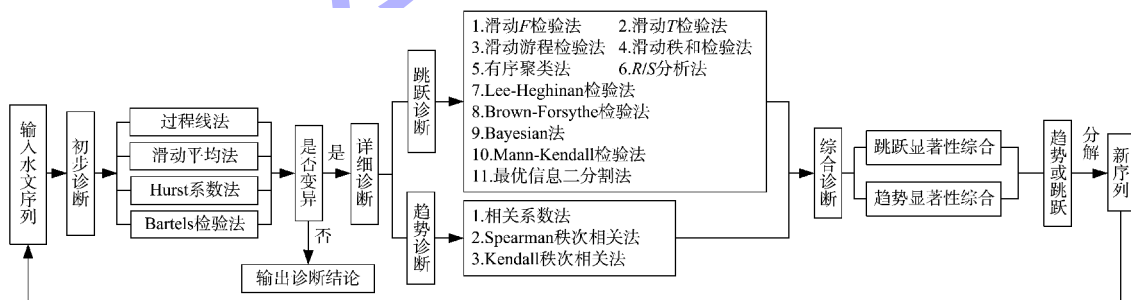 输入水文序列
初步诊断
过程线法
滑动平均法
Hurst系数法
Bartels检验法
是否变异
是
否
输出诊断结论
详细诊断
跳跃诊断
1.滑动F检验法 2.滑动T检验法
3.滑动游程检验法 4.滑动秩和检验法
5.有序聚类法 6.R/S分析法
7.Lee-Heghinan检验法
8.Brown-Forsythe检验法
9.Bayesian法
10.Mann-Kendall检验法
11.最优信息二分割法
趋势诊断
1.相关系数法
2.Spearman秩次相关法
3.Kendall秩次相关法
综合诊断
跳跃显著性综合
趋势显著性综合
趋势或跳跃
分解
新序列